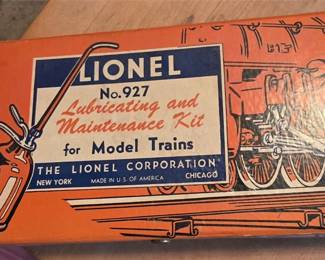 LIONEL
No. 927
Lubricating and
Maintenance Kit
for Model Trains
THE LIONEL CORPORATION
NEW YORK MADE IN U.S. OF AMERICA CHICAGO